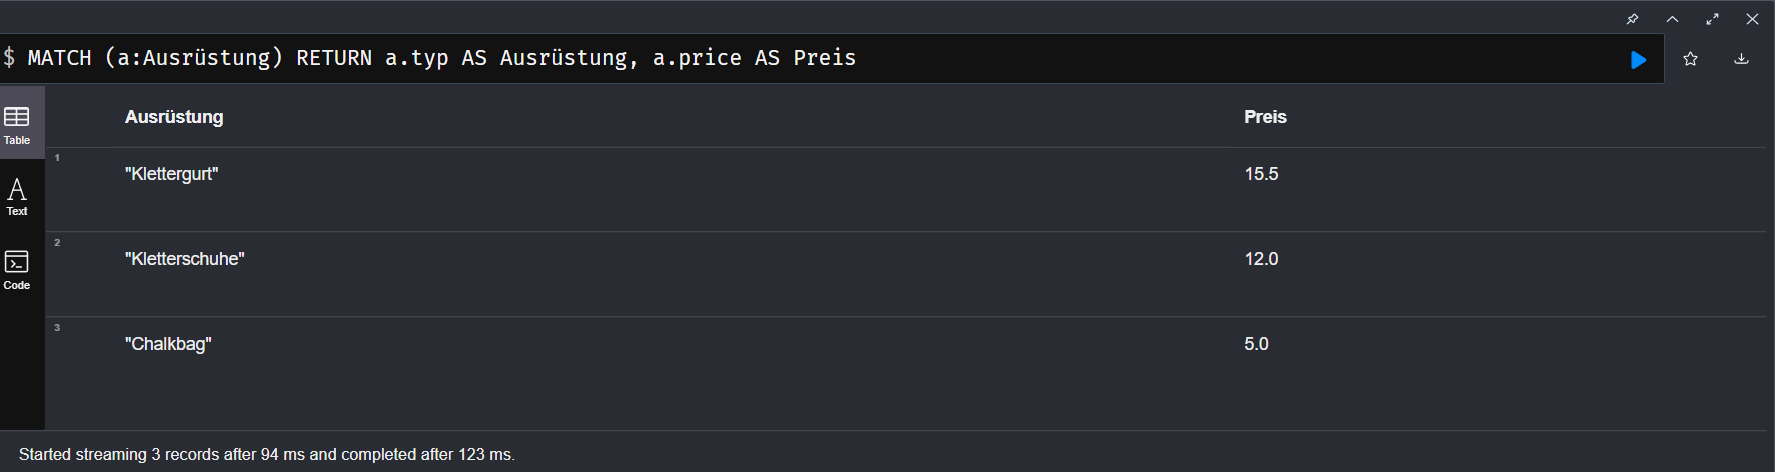 $ MATCH (a:Ausrüstung) RETURN a.typ AS Ausrüstung, a.price AS Preis
Table
Text
Code
Ausrüstung Preis
1 "Klettergurt" 15.5
2 "Kletterschuhe" 12.0
3 "Chalkbag" 5.0
Started streaming 3 records after 94 ms and completed after 123 ms.